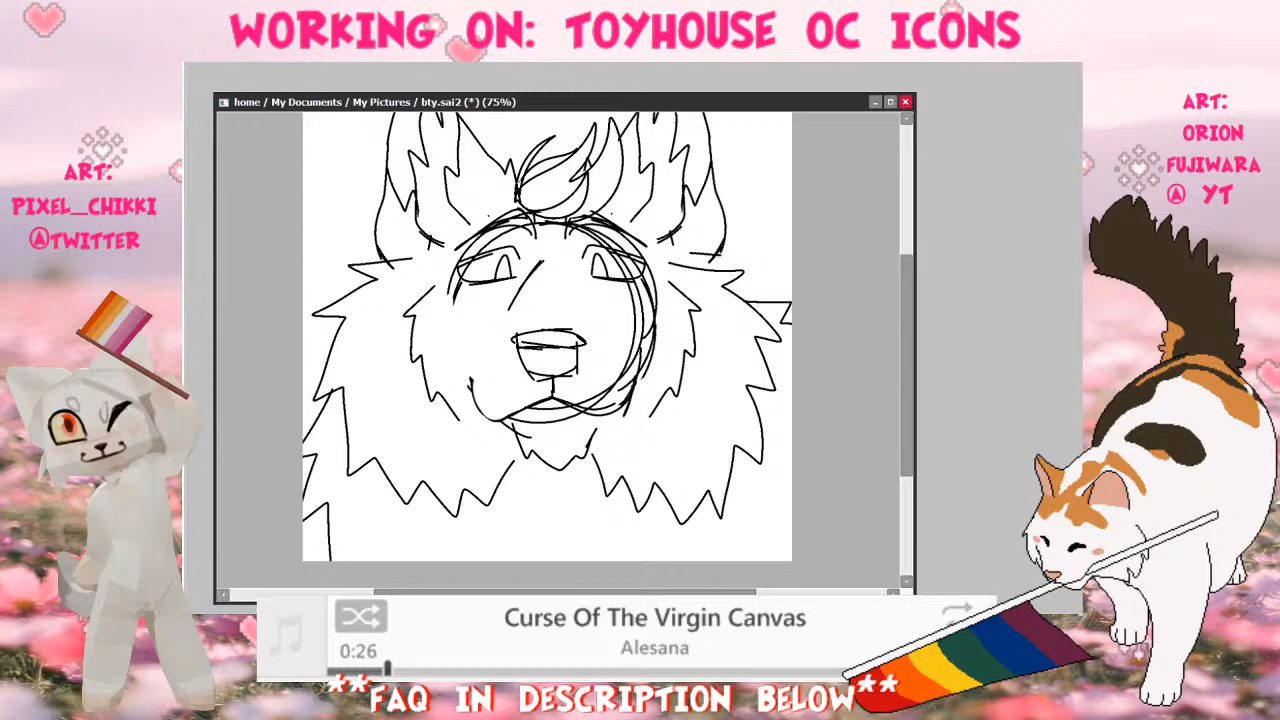 WORKING ON: TOYHOUSE OC ICONS
home / My Documents / My Pictures / bty.sai2 (*) (75%)
ART:
PIXEL_CHIKKI
@TWITTER
ART:
ORION
FUJIWARA
@ YT
Curse Of The Virgin Canvas
Alesana
0:26
**FAQ IN DESCRIPTION BELOW**